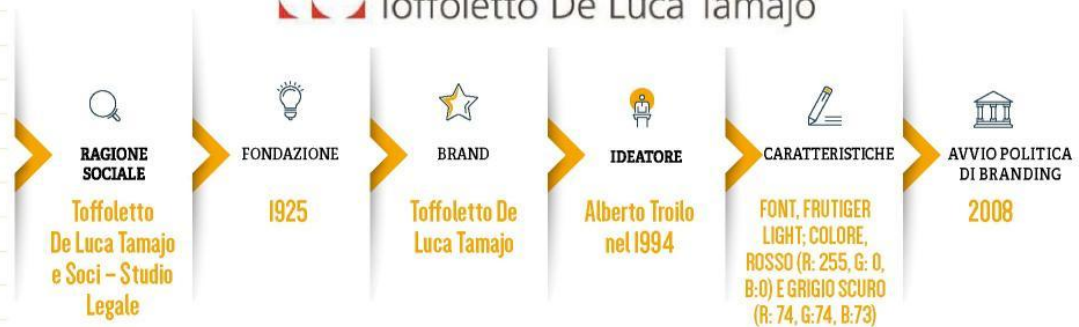 Toffoletto De Luca Tamajo
RAGIONE
SOCIALE
Toffoletto
De Luca Tamajo
e Soci – Studio
Legale
FONDAZIONE
1925
BRAND
Toffoletto De
Luca Tamajo
IDEATORE
Alberto Troilo
nel 1994
CARATTERISTICHE
FONT, FRUTIGER
LIGHT; COLORE,
ROSSO (R: 255, G: 0,
B:0) E GRIGIO SCURO
(R: 74, G:74, B:73)
AVVIO POLITICA
DI BRANDING
2008